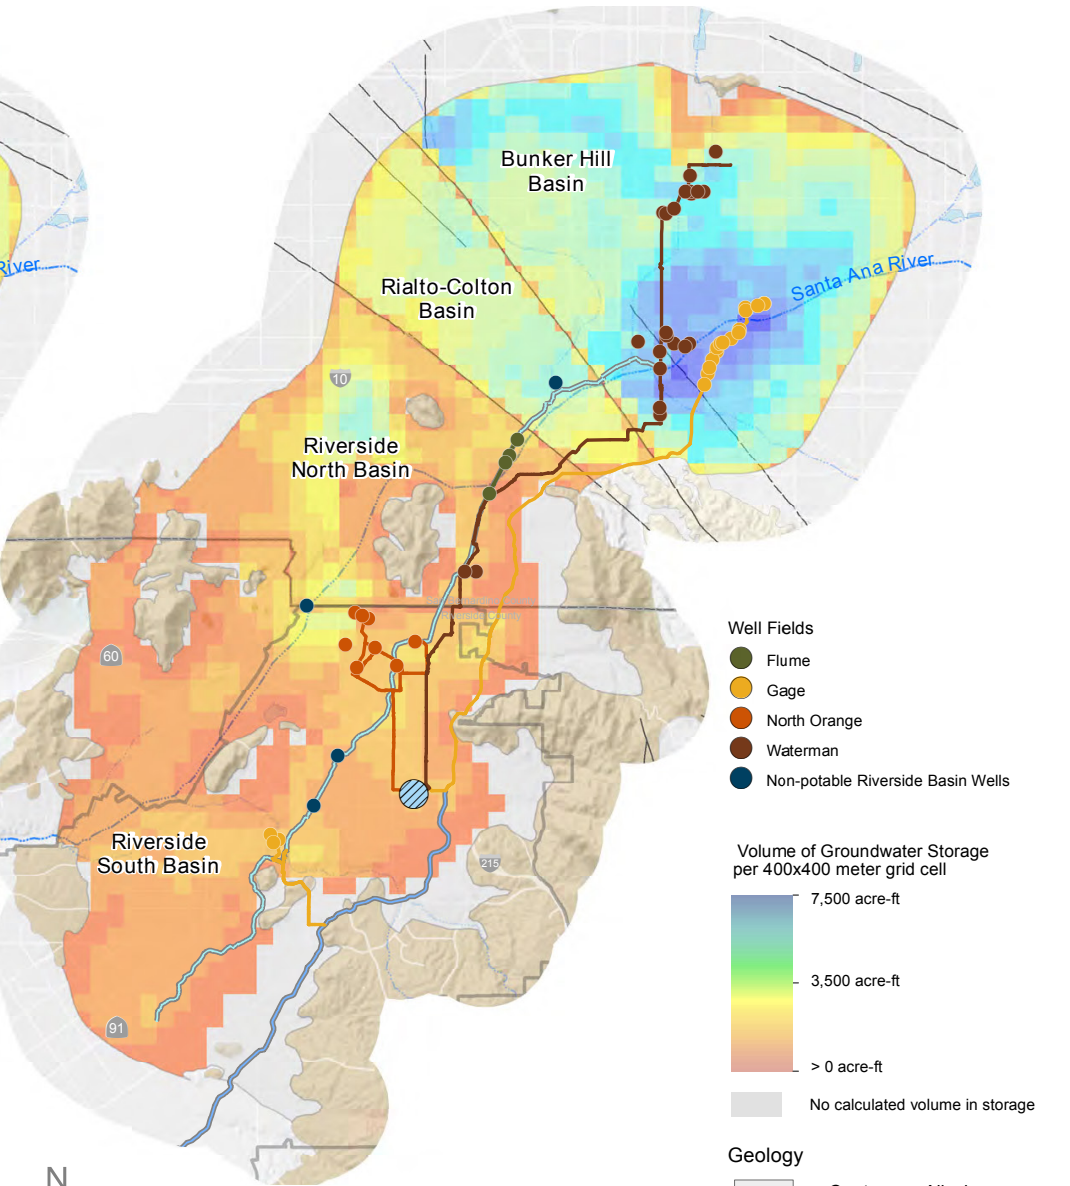 Bunker Hill
Basin
River
Santa Ana River
Rialto-Colton
Basin
10
Riverside
North Basin
60
Riverside County
Well Fields
Flume
Gage
North Orange
Waterman
Non-potable Riverside Basin Wells
Riverside
South Basin
215
Volume of Groundwater Storage
per 400x400 meter grid cell
7,500 acre-ft
3,500 acre-ft
> 0 acre-ft
91
No calculated volume in storage
Geology
N